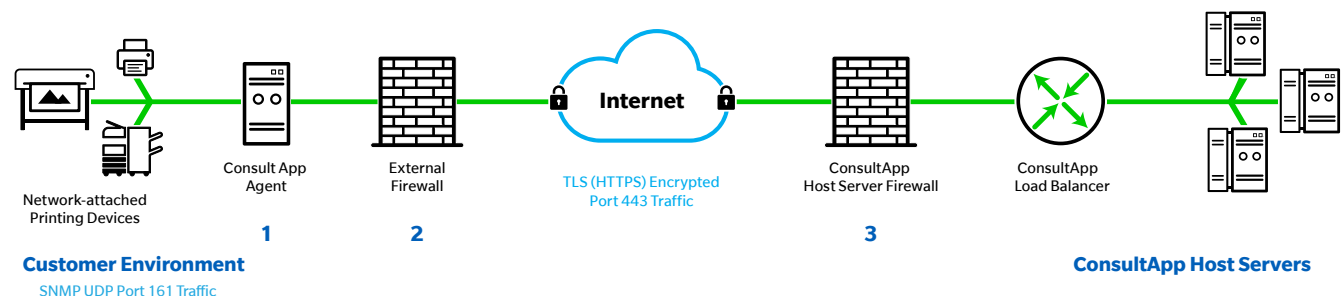 Network-attached
Printing Devices
Consult App
Agent
External
Firewall
Internet
TLS (HTTPS) Encrypted
Port 443 Traffic
ConsultApp
Host Server Firewall
ConsultApp
Load Balancer
1
2
3
Customer Environment
SNMP UDP Port 161 Traffic
ConsultApp Host Servers